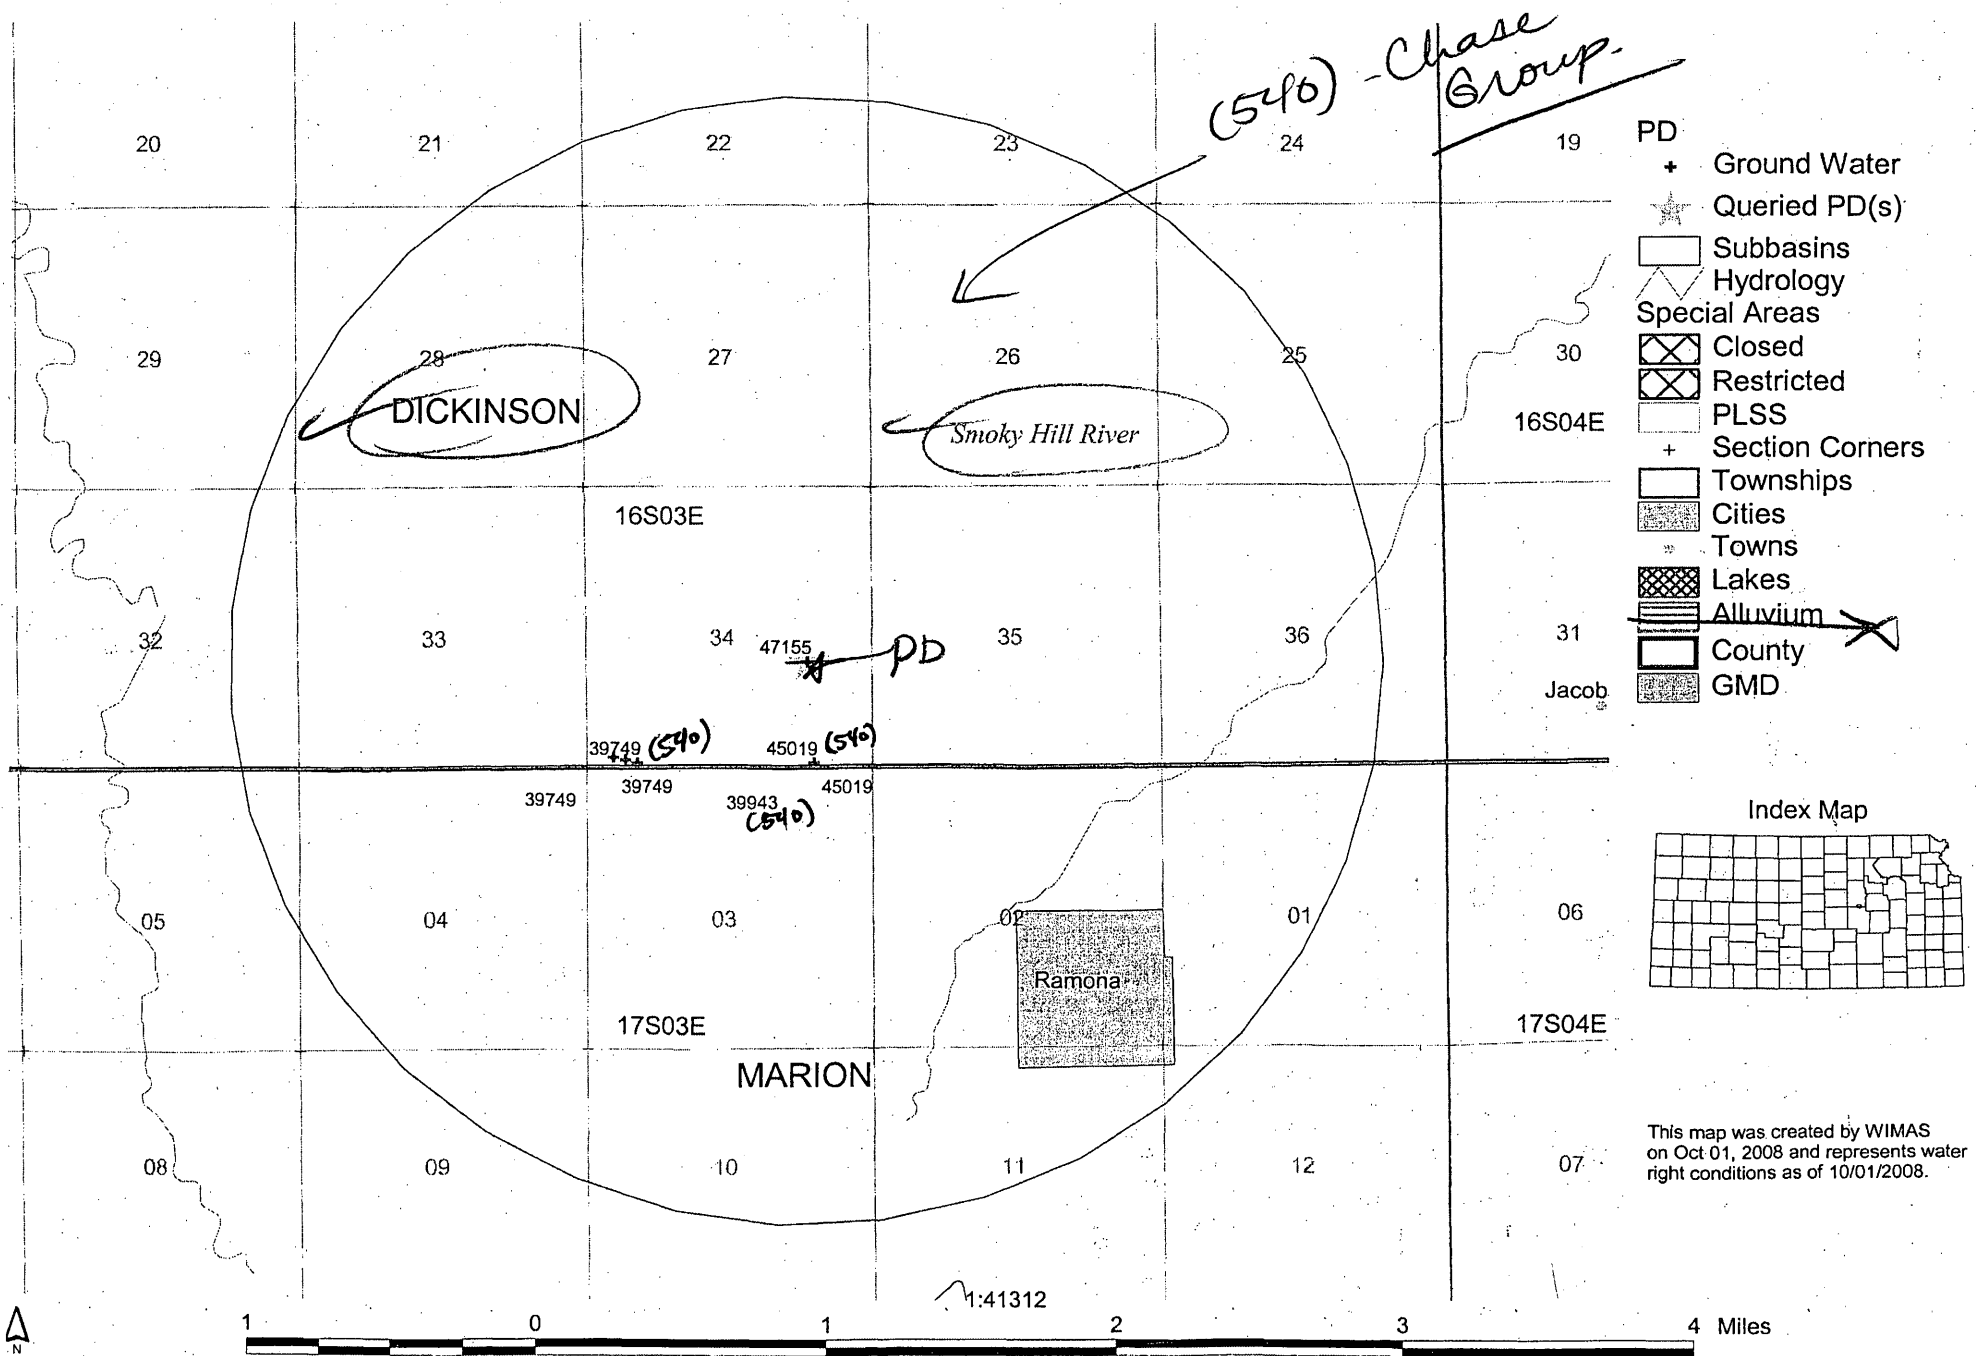 (540) - Chase
Group.
20 21 22 23 24 19
29 28 27 26 25 30
DICKINSON
Smoky Hill River
16S04E
16S03E
32 33 34 35 36 31
47155
PD
Jacob
39749 (540) 45019 (540)
39749 39749 39943 45019
(540)
05 04 03 02 01 06
Ramona
17S03E 17S04E
MARION
08 09 10 11 12 07
PD
Ground Water
Queried PD(s)
Subbasins
Hydrology
Special Areas
Closed
Restricted
PLSS
Section Corners
Townships
Cities
Towns
Lakes
Alluvium
County
GMD
Index Map
This map was created by WIMAS
on Oct 01, 2008 and represents water
right conditions as of 10/01/2008.
1:41312
N
1 0 1 2 3 4 Miles